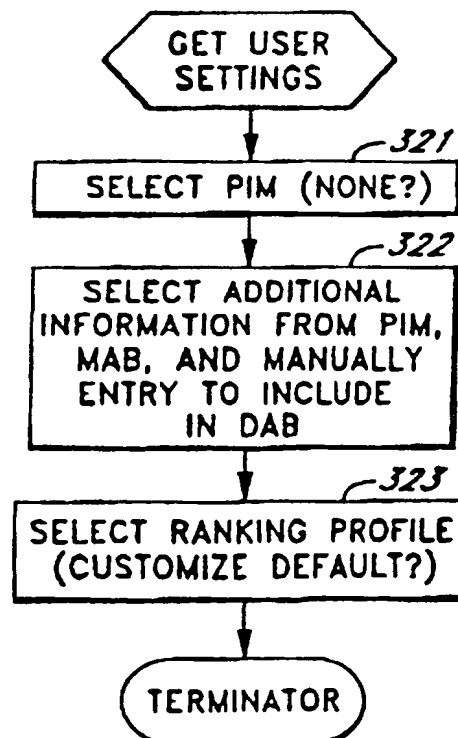 GET USER
SETTINGS
321
SELECT PIM (NONE?)
322
SELECT ADDITIONAL
INFORMATION FROM PIM,
MAB, AND MANUALLY
ENTRY TO INCLUDE
IN DAB
323
SELECT RANKING PROFILE
(CUSTOMIZE DEFAULT?)
TERMINATOR